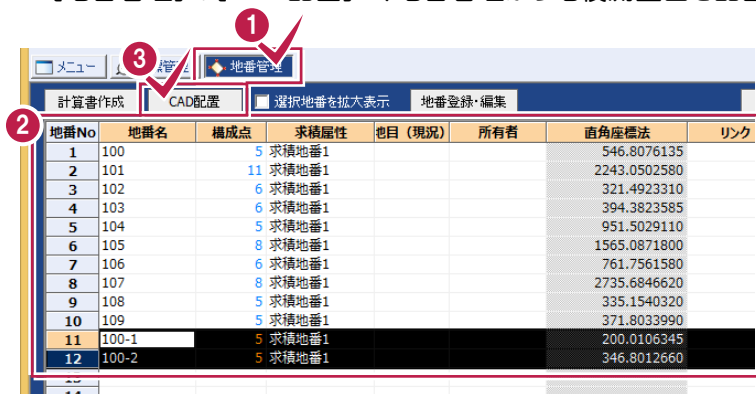 1
3
メニュー 管理 地番管理
計算書作成 CAD配置 選択地番を拡大表示 地番登録・編集
2
地番No 地番名 構成点 求積属性 地目（現況） 所有者 直角座標法 リンク
1 100 5 求積地番1 546.8076135
2 101 11 求積地番1 2243.0502580
3 102 6 求積地番1 321.4923310
4 103 6 求積地番1 394.3823585
5 104 5 求積地番1 951.5029110
6 105 8 求積地番1 1565.0871800
7 106 6 求積地番1 761.7561580
8 107 8 求積地番1 2735.6846620
9 108 5 求積地番1 335.1540320
10 109 5 求積地番1 371.8033990
11 100-1 5 求積地番1 200.0106345
12 100-2 5 求積地番1 346.8012660